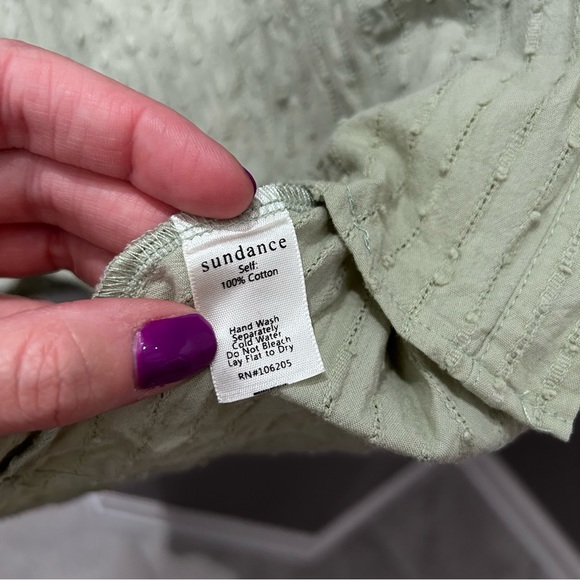 sundance
Self:
100% Cotton
Hand Wash
Separately
Cold Water
Do Not Bleach
Lay Flat to Dry
RN#106205